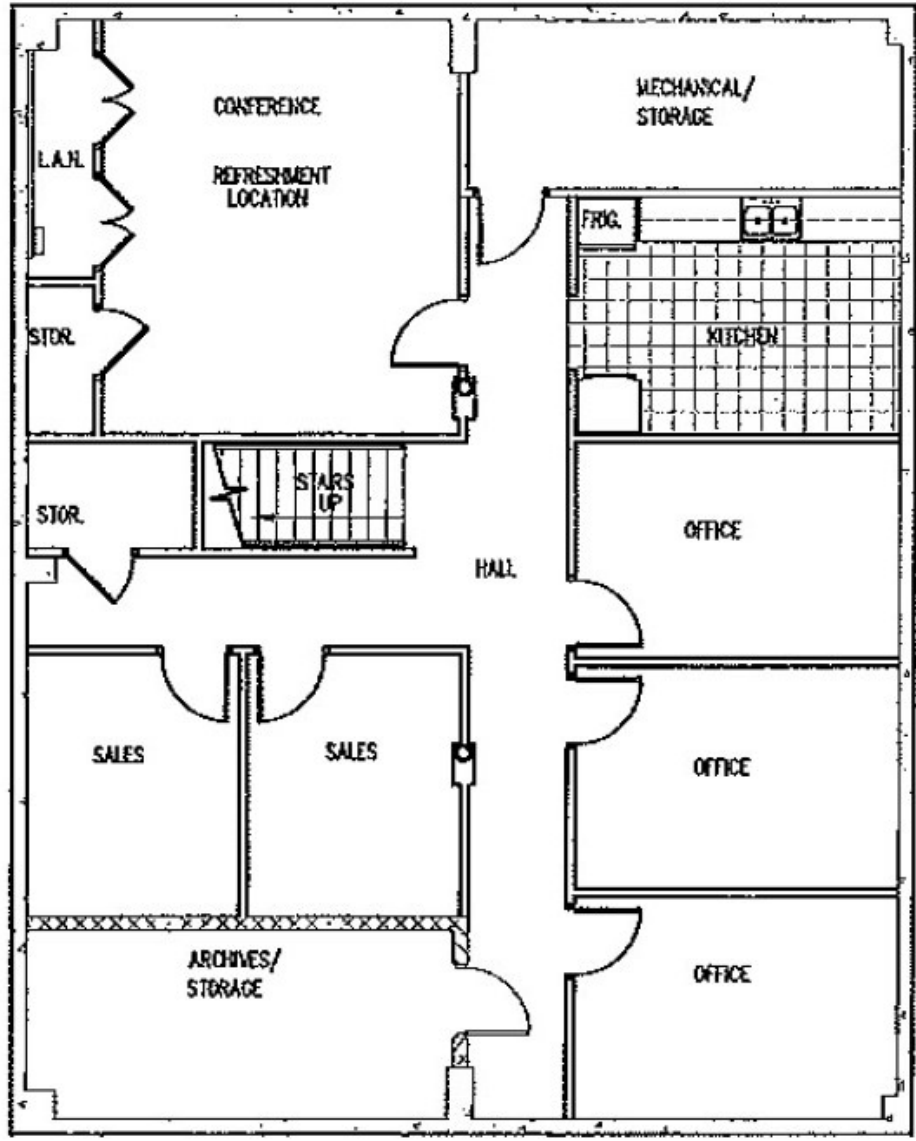 CONFERENCE
MECHANICAL/
STORAGE
L.A.N.
REFRESHMENT
LOCATION
FRIG.
STOR.
KITCHEN
STOR.
STAIRS
UP
OFFICE
HALL
SALES
SALES
OFFICE
ARCHIVES/
STORAGE
OFFICE